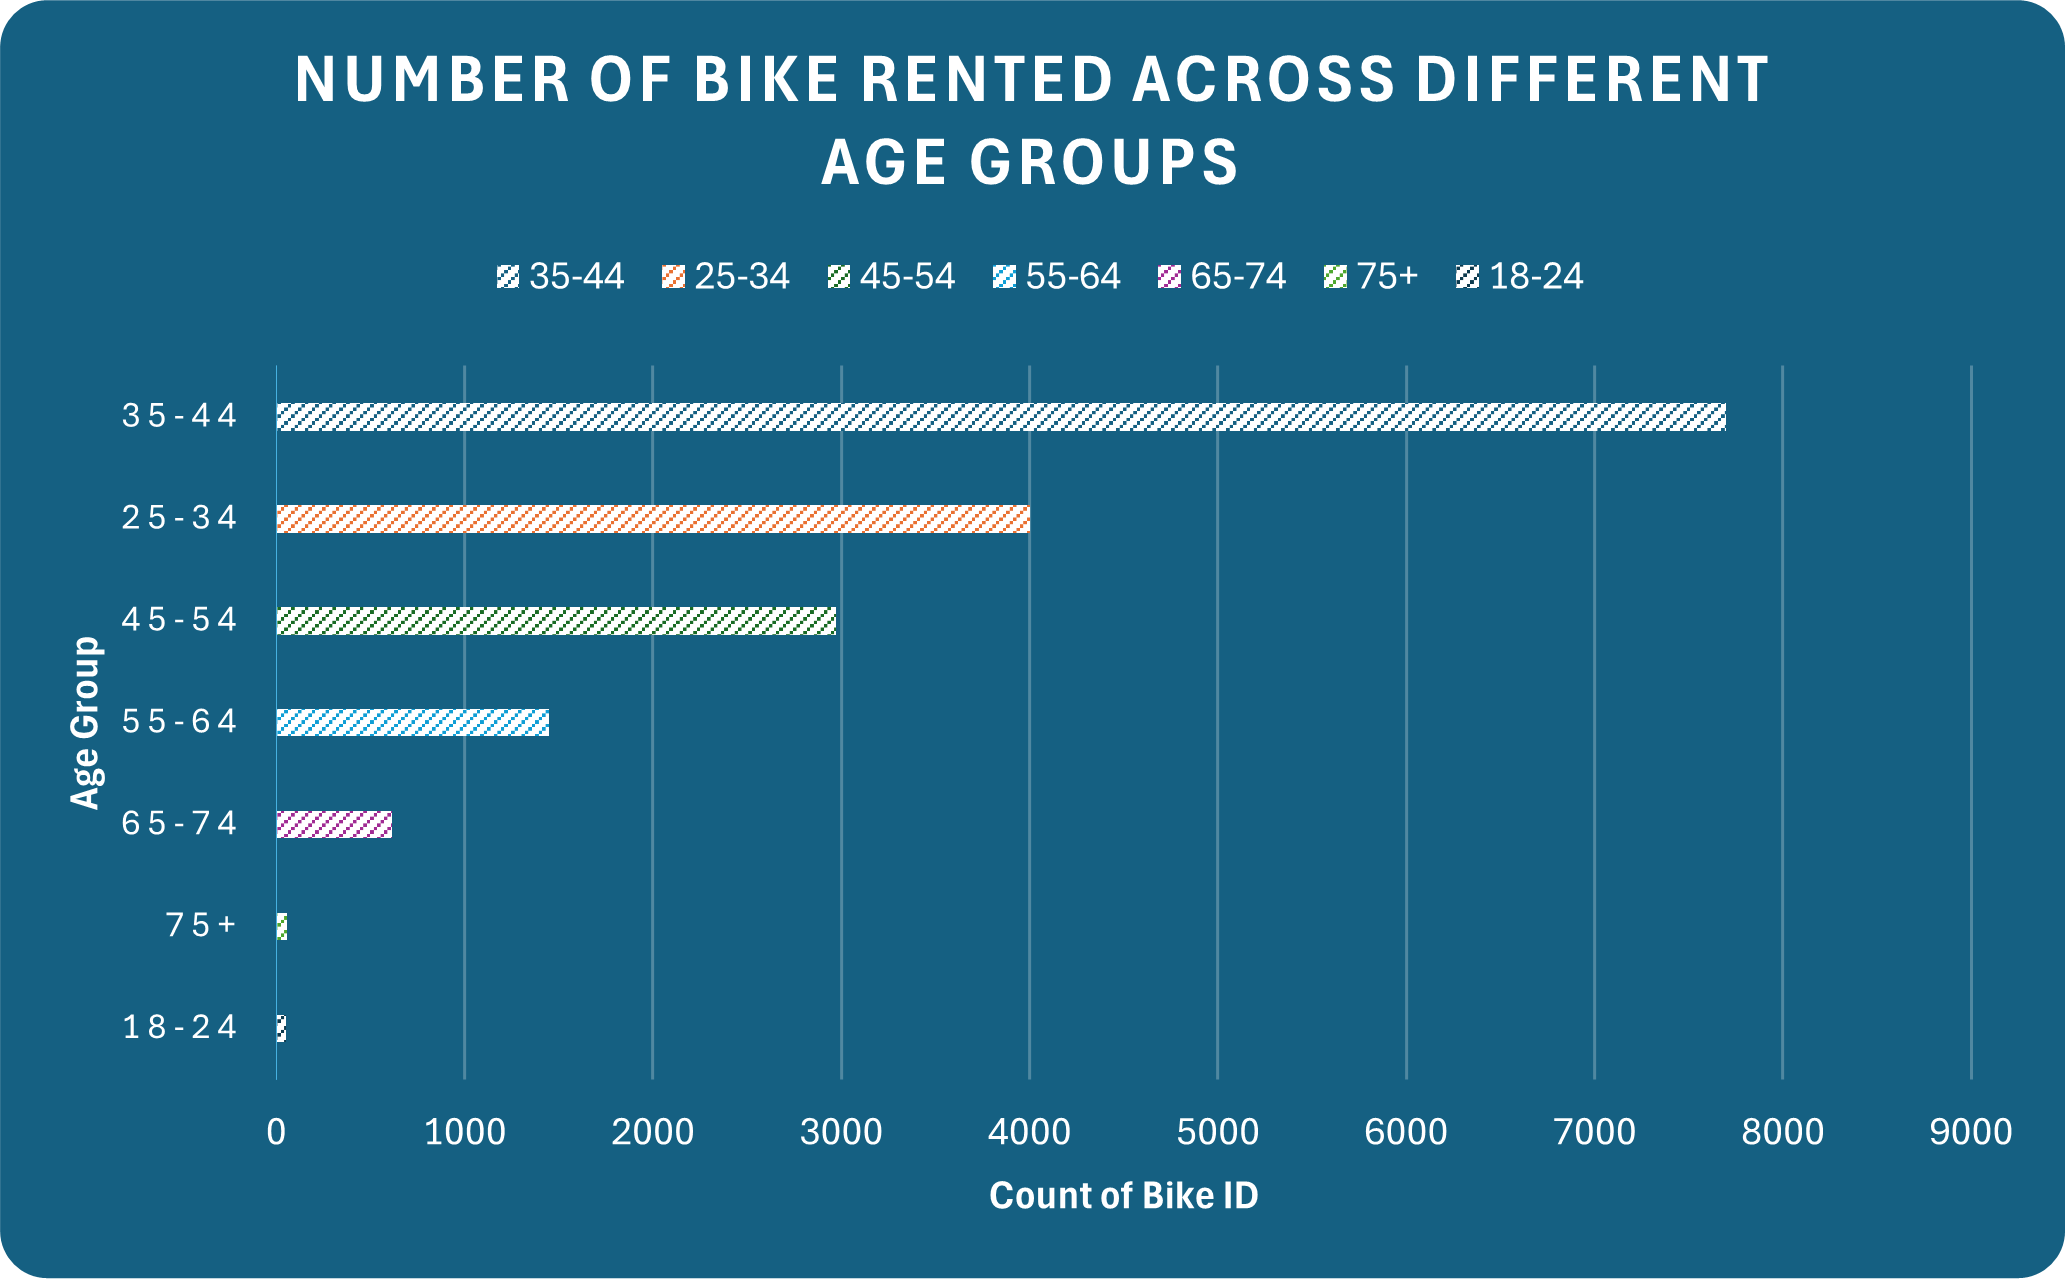 NUMBER OF BIKE RENTED ACROSS DIFFERENT
AGE GROUPS
35-44 25-34 45-54 55-64 65-74 75+ 18-24
Age Group
35-44
25-34
45-54
55-64
65-74
75+
18-24
0 1000 2000 3000 4000 5000 6000 7000 8000 9000
Count of Bike ID